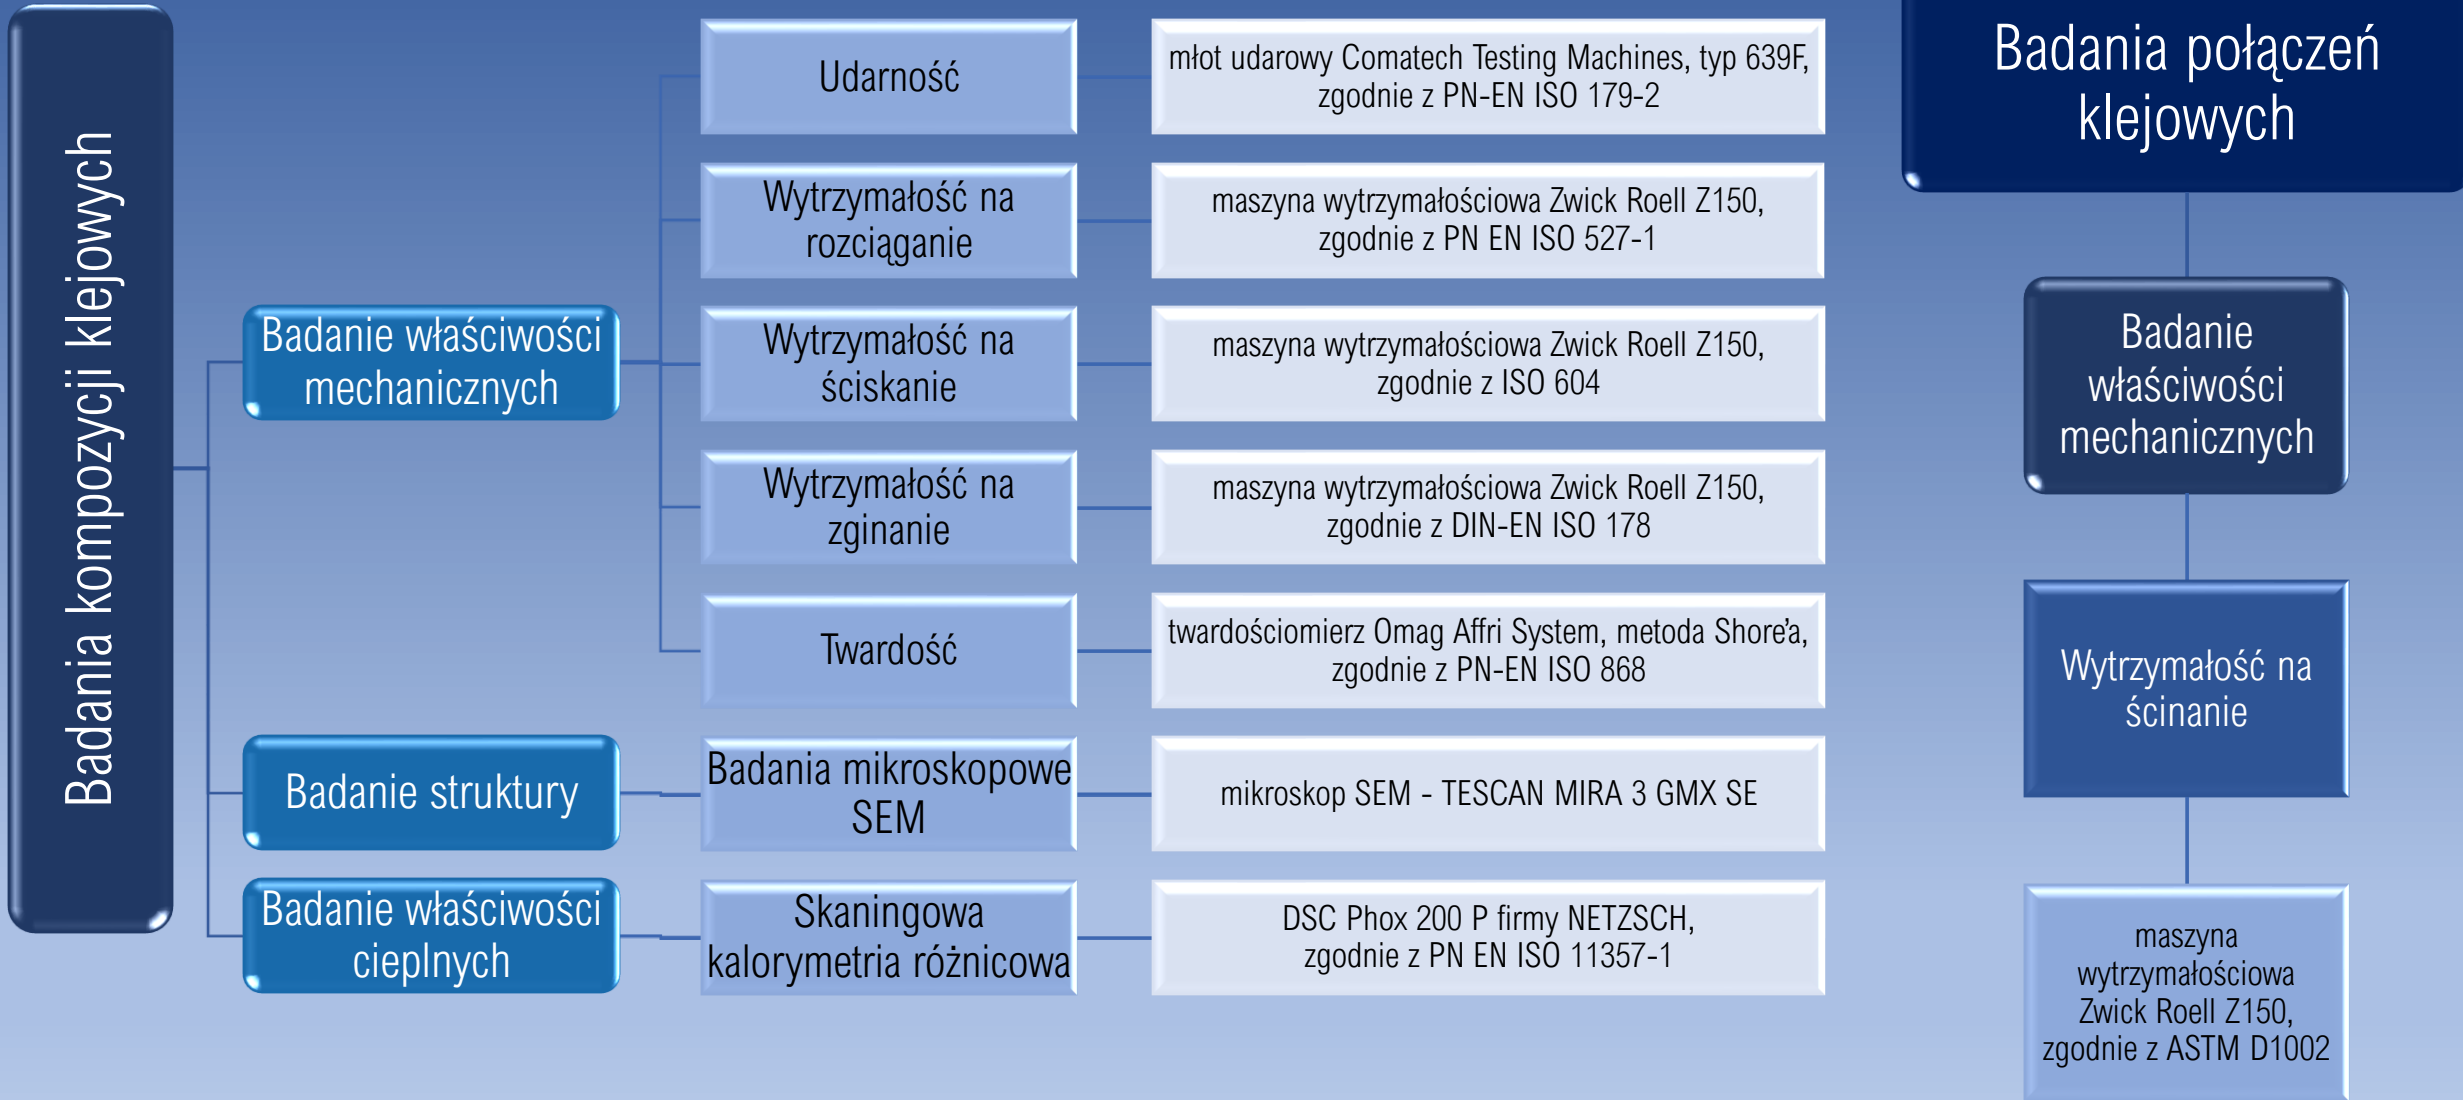 Badania kompozycji klejowych
Badanie właściwości
mechanicznych
Udarność
młot udarowy Comatech Testing Machines, typ 639F,
zgodnie z PN-EN ISO 179-2
Wytrzymałość na
rozciąganie
maszyna wytrzymałościowa Zwick Roell Z150,
zgodnie z PN EN ISO 527-1
Wytrzymałość na
ściskanie
maszyna wytrzymałościowa Zwick Roell Z150,
zgodnie z ISO 604
Wytrzymałość na
zginanie
maszyna wytrzymałościowa Zwick Roell Z150,
zgodnie z DIN-EN ISO 178
Twardość
twardościomierz Omag Affri System, metoda Shore’a,
zgodnie z PN-EN ISO 868
Badanie struktury
Badania mikroskopowe
SEM
mikroskop SEM - TESCAN MIRA 3 GMX SE
Badanie właściwości
cieplnych
Skaningowa
kalorymetria różnicowa
DSC Phox 200 P firmy NETZSCH,
zgodnie z PN EN ISO 11357-1
Badania połączeń
klejowych
Badanie
właściwości
mechanicznych
Wytrzymałość na
ścinanie
maszyna
wytrzymałościowa
Zwick Roell Z150,
zgodnie z ASTM D1002